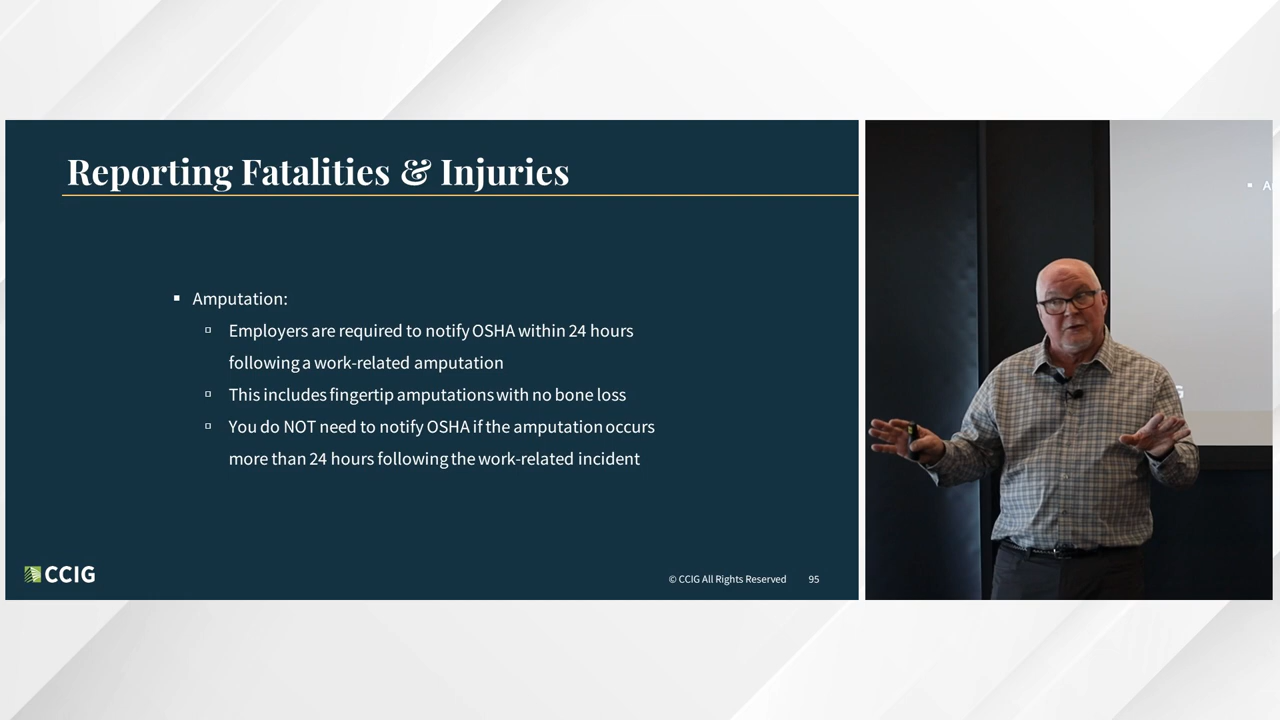 Reporting Fatalities & Injuries
Amputation:
Employers are required to notify OSHA within 24 hours
following a work-related amputation
This includes fingertip amputations with no bone loss
You do NOT need to notify OSHA if the amputation occurs
more than 24 hours following the work-related incident
CCIG
© CCIG All Rights Reserved 95
A
G